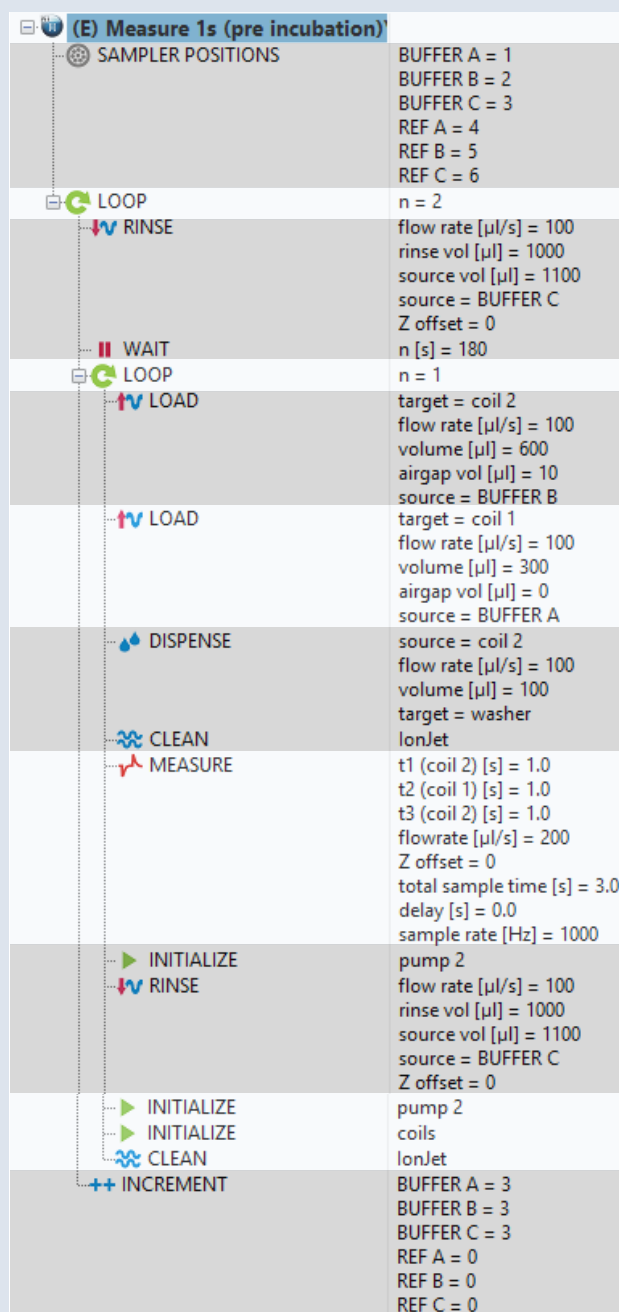 (E) Measure 1s (pre incubation)'
SAMPLER POSITIONS BUFFER A = 1
BUFFER B = 2
BUFFER C = 3
REF A = 4
REF B = 5
REF C = 6
LOOP n = 2
RINSE flow rate [µl/s] = 100
rinse vol [µl] = 1000
source vol [µl] = 1100
source = BUFFER C
Z offset = 0
WAIT n [s] = 180
LOOP n = 1
LOAD target = coil 2
flow rate [µl/s] = 100
volume [µl] = 600
airgap vol [µl] = 10
source = BUFFER B
LOAD target = coil 1
flow rate [µl/s] = 100
volume [µl] = 300
airgap vol [µl] = 0
source = BUFFER A
DISPENSE source = coil 2
flow rate [µl/s] = 100
volume [µl] = 100
target = washer
CLEAN IonJet
MEASURE t1 (coil 2) [s] = 1.0
t2 (coil 1) [s] = 1.0
t3 (coil 2) [s] = 1.0
flowrate [µl/s] = 200
Z offset = 0
total sample time [s] = 3.0
delay [s] = 0.0
sample rate [Hz] = 1000
INITIALIZE pump 2
RINSE flow rate [µl/s] = 100
rinse vol [µl] = 1000
source vol [µl] = 1100
source = BUFFER C
Z offset = 0
INITIALIZE pump 2
INITIALIZE coils
CLEAN IonJet
INCREMENT BUFFER A = 3
BUFFER B = 3
BUFFER C = 3
REF A = 0
REF B = 0
REF C = 0